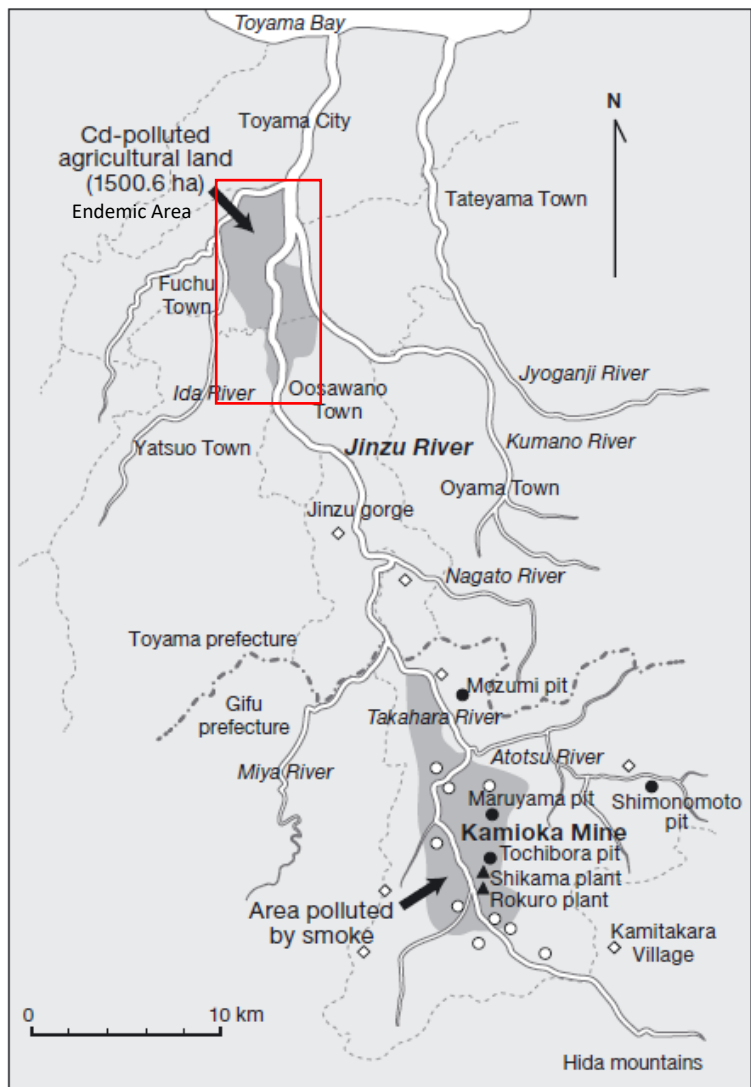 Toyama Bay
Toyama City
N
Cd-polluted
agricultural land
(1500.6 ha)
Endemic Area
Tateyama Town
Fuchu
Town
Ida River
Oosawano
Town
Jyoganji River
Yatsuo Town
Jinzu River
Kumano River
Oyama Town
Jinzu gorge
Nagato River
Toyama prefecture
Gifu
prefecture
Mozumi pit
Takahara River
Miya River
Atotsu River
Maruyama pit
Shimonomoto
pit
Kamioka Mine
Tochibora pit
Shikama plant
Rokuro plant
Area polluted
by smoke
Kamitakara
Village
0
10 km
Hida mountains